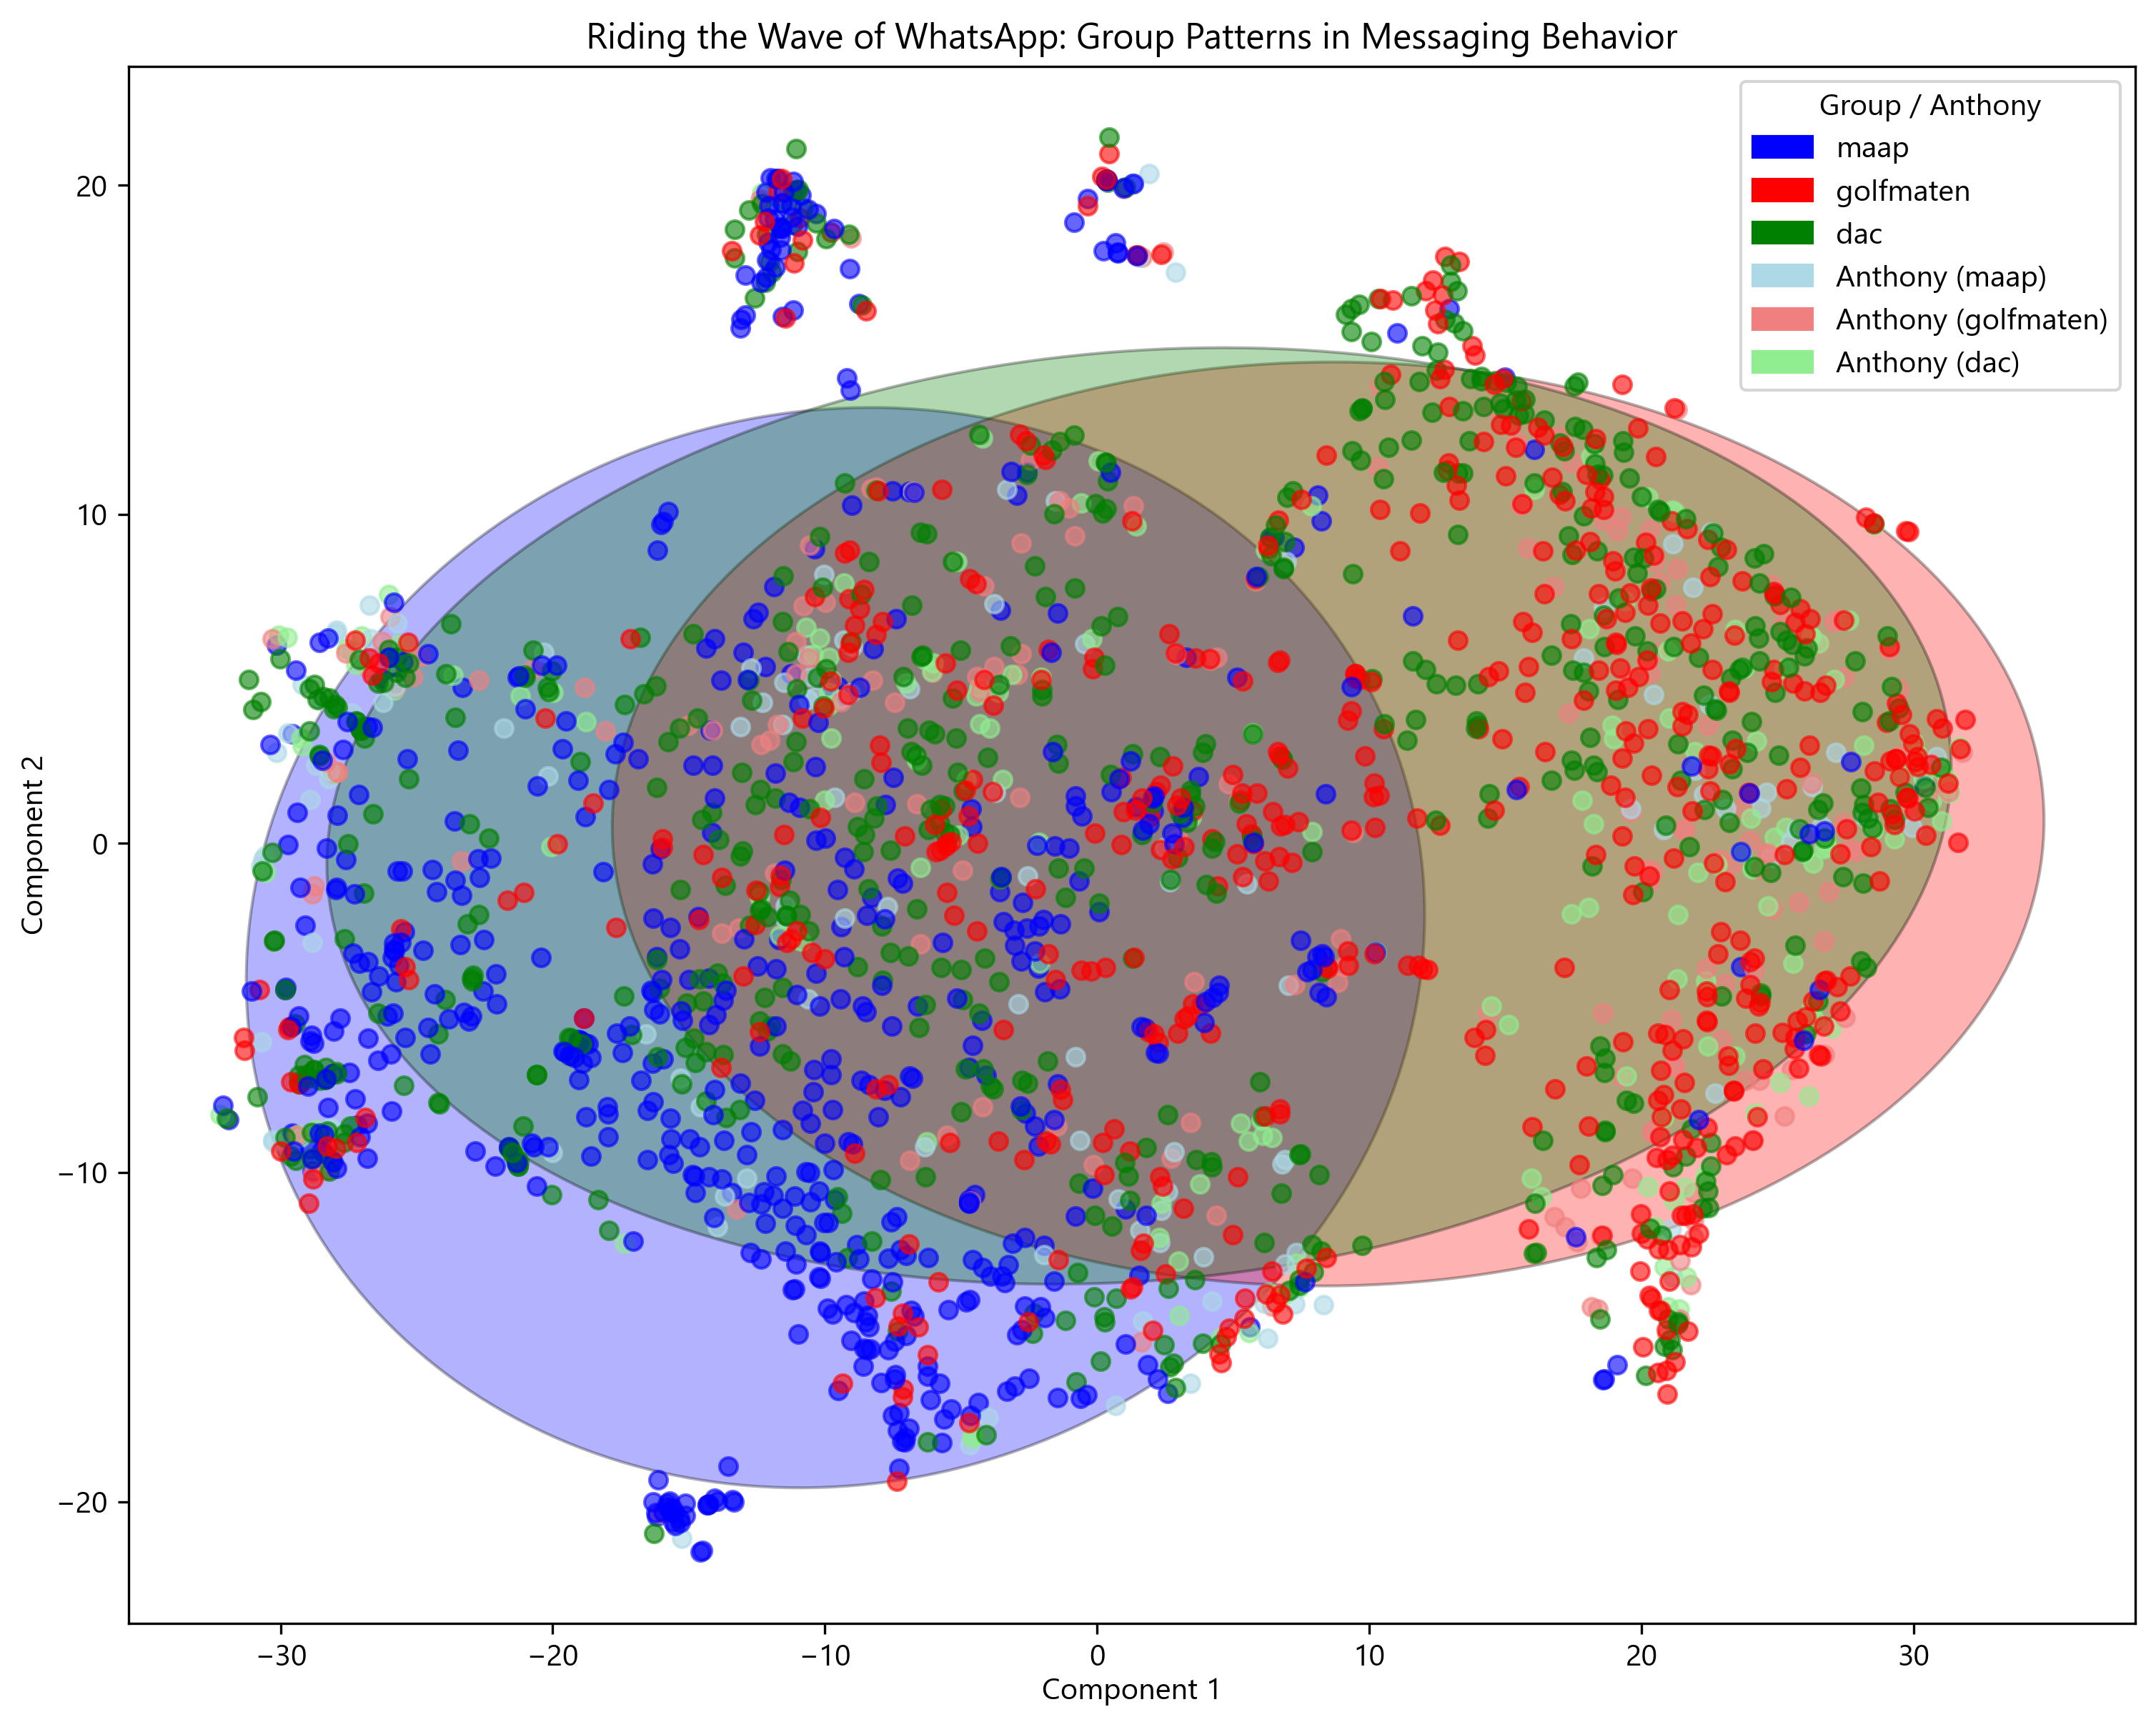 Riding the Wave of WhatsApp: Group Patterns in Messaging Behavior
Group / Anthony
maap
golfmaten
dac
Anthony (maap)
Anthony (golfmaten)
Anthony (dac)
20
10
0
−10
−20
Component 2
−30
−20
−10
0
10
20
30
Component 1